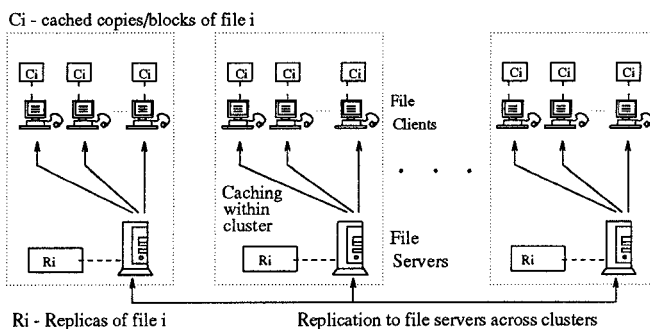 Ci - cached copies/blocks of file i
Ci Ci Ci
Ci Ci Ci
Ci Ci Ci
File
Clients
Caching
within
cluster
File
Servers
Ri
Ri
Ri
Ri - Replicas of file i
Replication to file servers across clusters